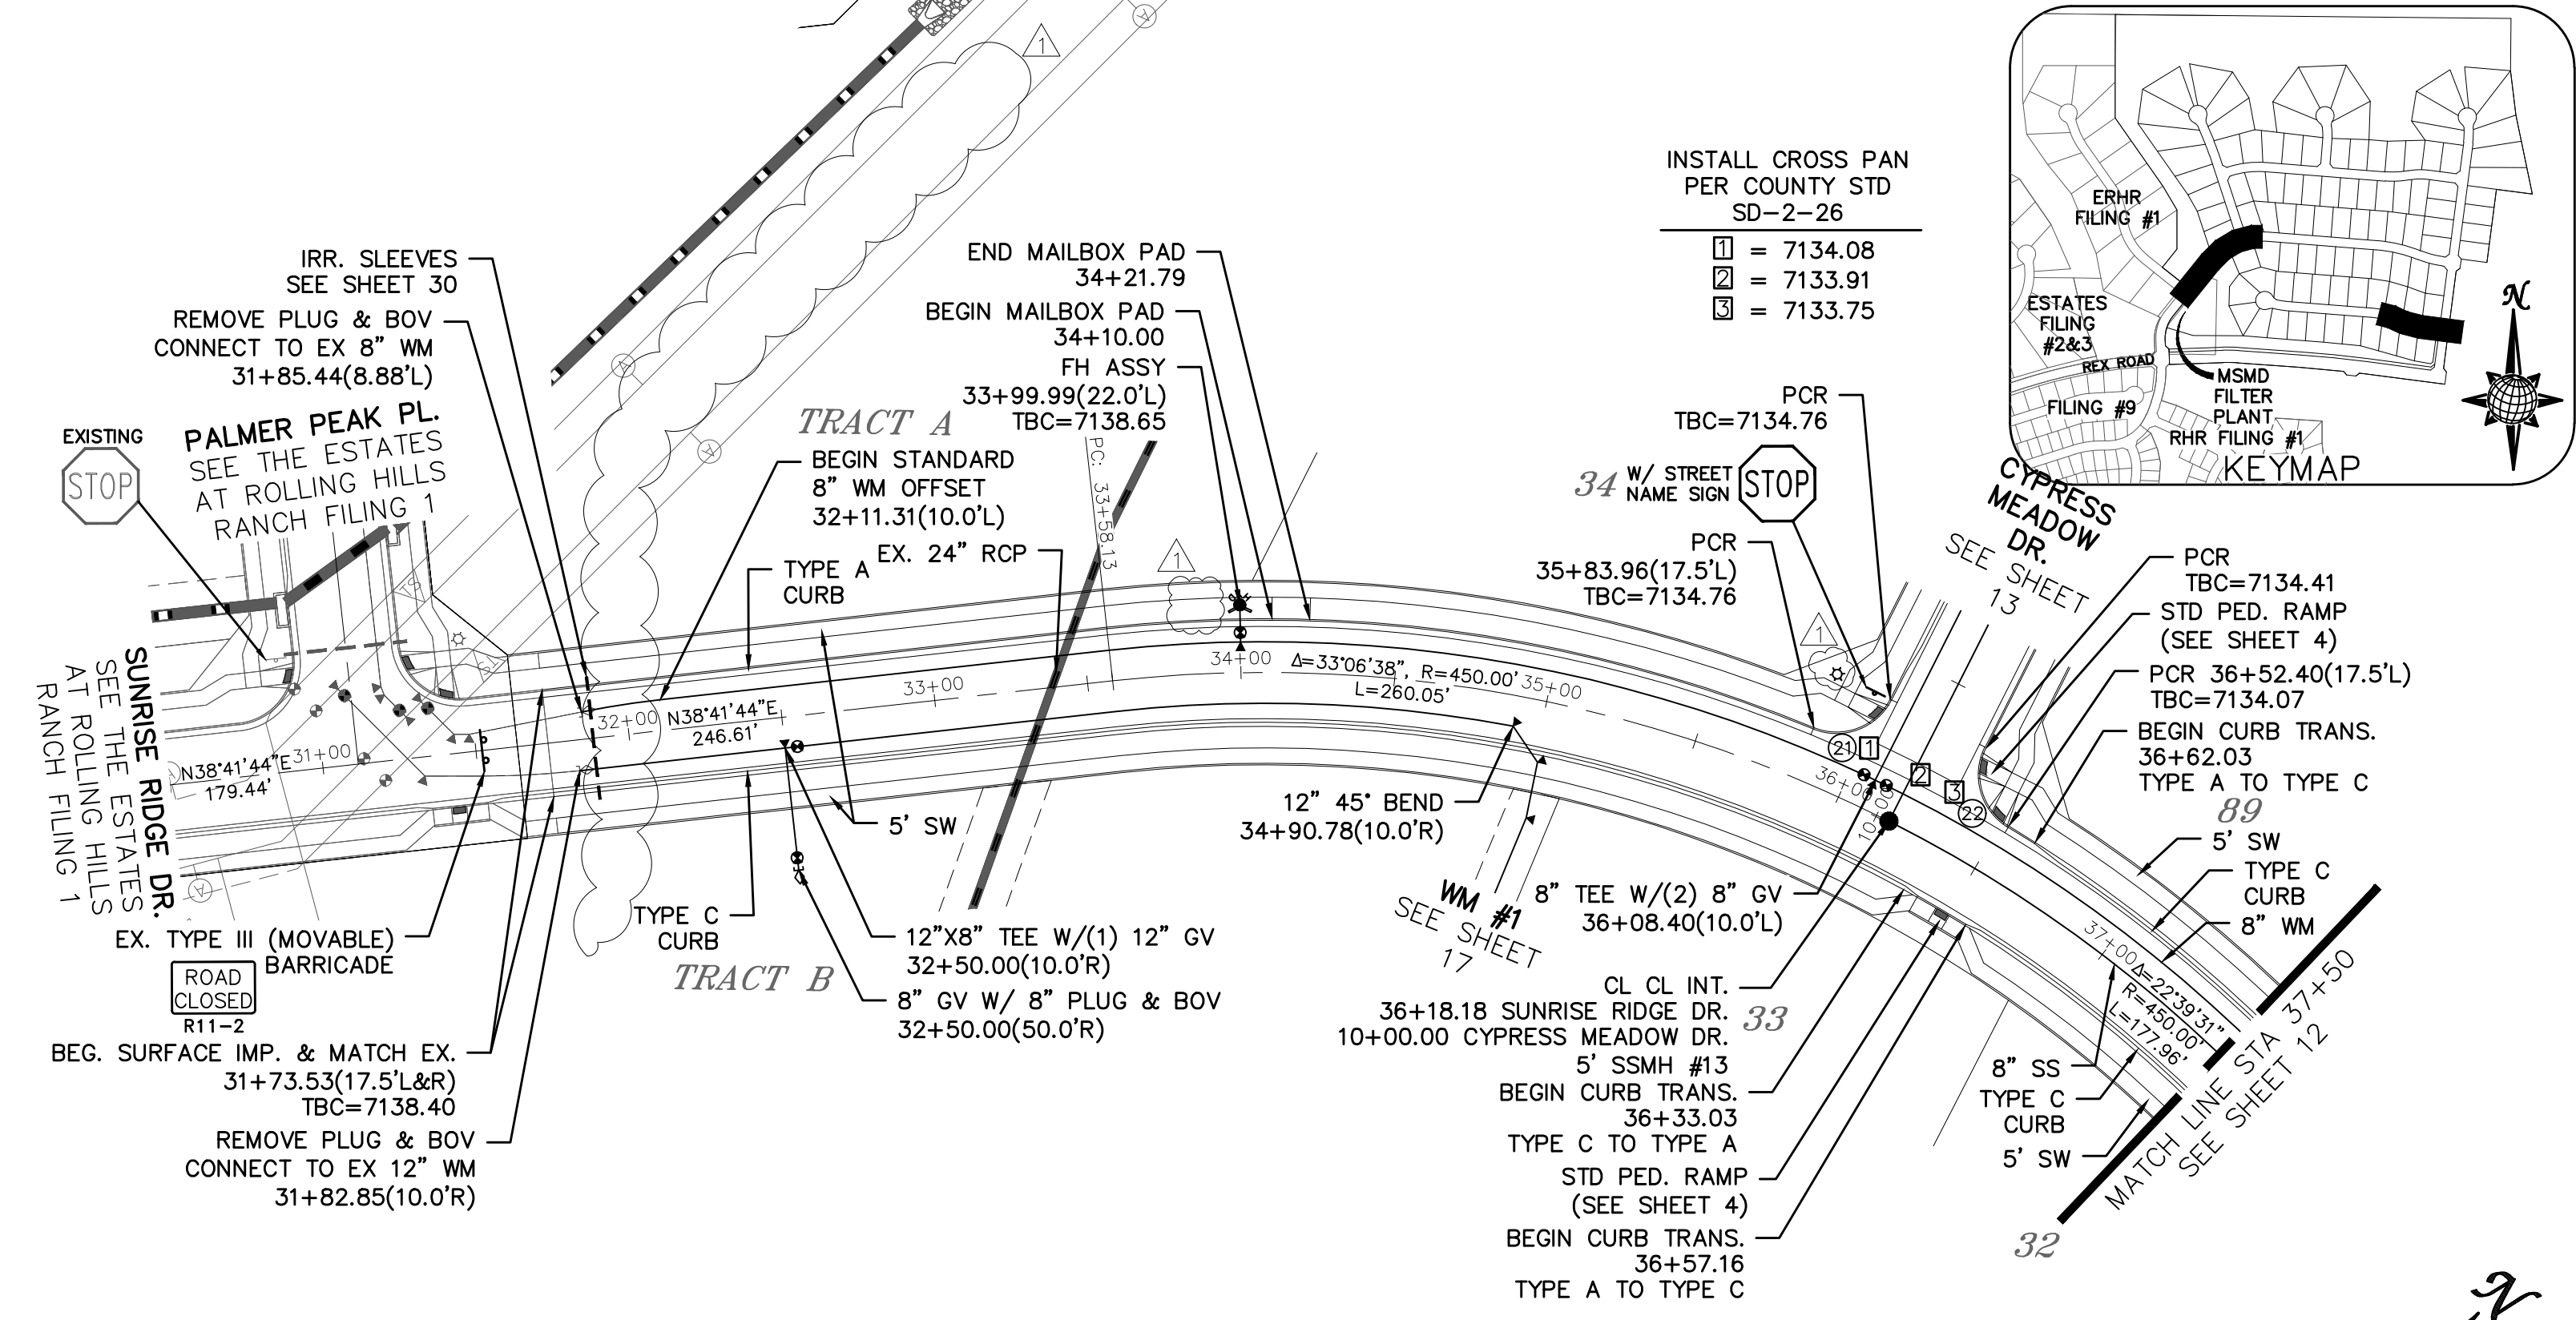 INSTALL CROSS PAN
PER COUNTY STD
SD-2-26
1 = 7134.08
2 = 7133.91
3 = 7133.75
ERHR
FILING #1
ESTATES
FILING
#2&3
REX ROAD
FILING #9
MSMD
FILTER
PLANT
RHR FILING #1
KEYMAP
N
IRR. SLEEVES
SEE SHEET 30
REMOVE PLUG & BOV
CONNECT TO EX 8” WM
31+85.44(8.88'L)
EXISTING
STOP
PALMER PEAK PL.
SEE THE ESTATES
AT ROLLING HILLS
RANCH FILING 1
TRACT A
BEGIN STANDARD
8” WM OFFSET
32+11.31(10.0'L)
EX. 24” RCP
TYPE A
CURB
END MAILBOX PAD
34+21.79
BEGIN MAILBOX PAD
34+10.00
FH ASSY
33+99.99(22.0'L)
TBC=7138.65
PC: 33+58.13
1
1
1
A
A
A
A
PCR
TBC=7134.76
34
W/ STREET
NAME SIGN
STOP
PCR
35+83.96(17.5'L)
TBC=7134.76
CYPRESS
MEADOW
DR.
SEE SHEET
13
PCR
TBC=7134.41
STD PED. RAMP
(SEE SHEET 4)
PCR 36+52.40(17.5'L)
TBC=7134.07
BEGIN CURB TRANS.
36+62.03
TYPE A TO TYPE C
89
5' SW
TYPE C
CURB
8” WM
SUNRISE RIDGE DR.
SEE THE ESTATES
AT ROLLING HILLS
RANCH FILING 1
N38°41'44”E
179.44'
31+00
32+00
N38°41'44”E
246.61'
33+00
34+00
Δ=33°06'38”, R=450.00'
L=260.05'
35+00
21
1
2
3
22
36+00
10+00
37+00
Δ=22°39'31”
R=450.00'
L=177.96'
EX. TYPE III (MOVABLE)
BARRICADE
ROAD
CLOSED
R11-2
BEG. SURFACE IMP. & MATCH EX.
31+73.53(17.5'L&R)
TBC=7138.40
REMOVE PLUG & BOV
CONNECT TO EX 12” WM
31+82.85(10.0'R)
TYPE C
CURB
TRACT B
5' SW
12”X8” TEE W/(1) 12” GV
32+50.00(10.0'R)
8” GV W/ 8” PLUG & BOV
32+50.00(50.0'R)
12” 45° BEND
34+90.78(10.0'R)
WM #1
SEE SHEET
17
8” TEE W/(2) 8” GV
36+08.40(10.0'L)
CL CL INT.
36+18.18 SUNRISE RIDGE DR.
10+00.00 CYPRESS MEADOW DR.
5' SSMH #13
33
BEGIN CURB TRANS.
36+33.03
TYPE C TO TYPE A
STD PED. RAMP
(SEE SHEET 4)
BEGIN CURB TRANS.
36+57.16
TYPE A TO TYPE C
8” SS
TYPE C
CURB
5' SW
MATCH LINE STA 37+50
SEE SHEET 12
32
N